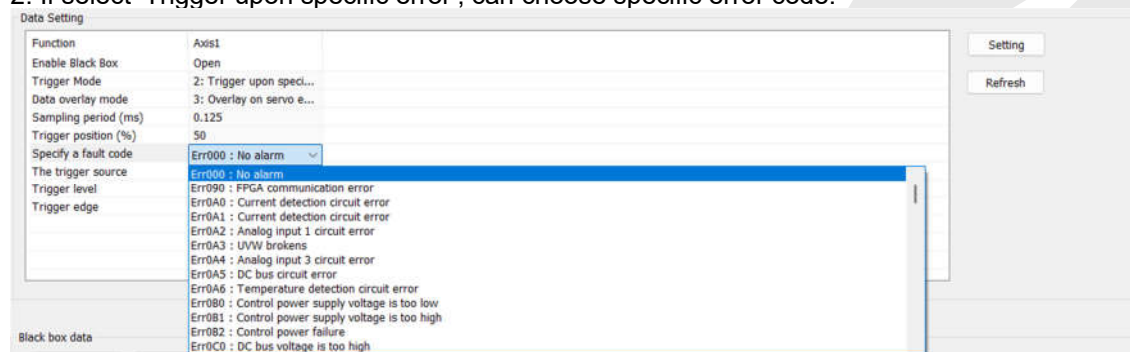 2. If select "Trigger upon specific error", can choose specific error code.
Data Setting
Function Axis1
Enable Black Box Open
Trigger Mode 2: Trigger upon speci...
Data overlay mode 3: Overlay on servo e...
Sampling period (ms) 0.125
Trigger position (%) 50
Specify a fault code Err000 : No alarm
The trigger source
Trigger level
Trigger edge
Err000 : No alarm
Err090 : FPGA communication error
Err0A0 : Current detection circuit error
Err0A1 : Current detection circuit error
Err0A2 : Analog input 1 circuit error
Err0A3 : UVW brokens
Err0A4 : Analog input 3 circuit error
Err0A5 : DC bus circuit error
Err0A6 : Temperature detection circuit error
Err0B0 : Control power supply voltage is too low
Err0B1 : Control power supply voltage is too high
Err0B2 : Control power failure
Err0C0 : DC bus voltage is too high
Setting
Refresh
Black box data